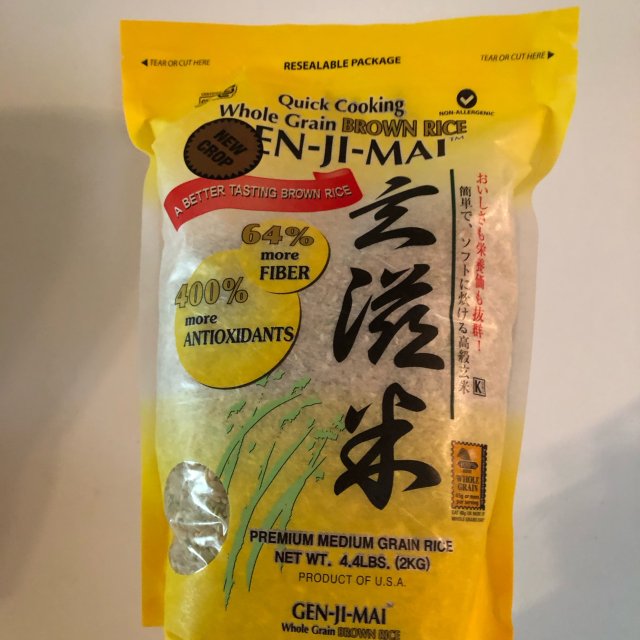 TEAR OR CUT HERE
RESEALABLE PACKAGE
TEAR OR CUT HERE
Quick Cooking
Whole Grain BROWN RICE
EN-JI-MAI™
NEW
CROP
NON-ALLERGENIC
A BETTER TASTING BROWN RICE
64%
more
FIBER
400%
more
ANTIOXIDANTS
玄滋米
おいしさも栄養価も抜群!
簡単で、ソフトに炊ける高級玄米
K
WHOLE
GRAIN
PREMIUM MEDIUM GRAIN RICE
NET WT. 4.4LBS. (2KG)
PRODUCT OF U.S.A.
GEN-JI-MAI™
Whole Grain BROWN RICE